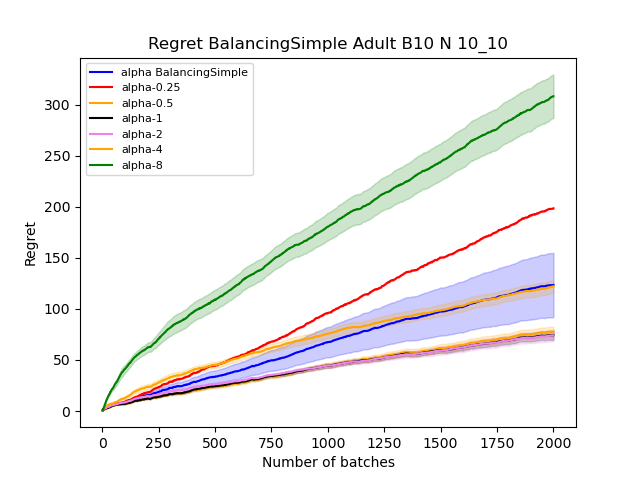 Regret BalancingSimple Adult B10 N 10_10
alpha BalancingSimple
alpha-0.25
alpha-0.5
alpha-1
alpha-2
alpha-4
alpha-8
Regret
300
250
200
150
100
50
0
0 250 500 750 1000 1250 1500 1750 2000
Number of batches